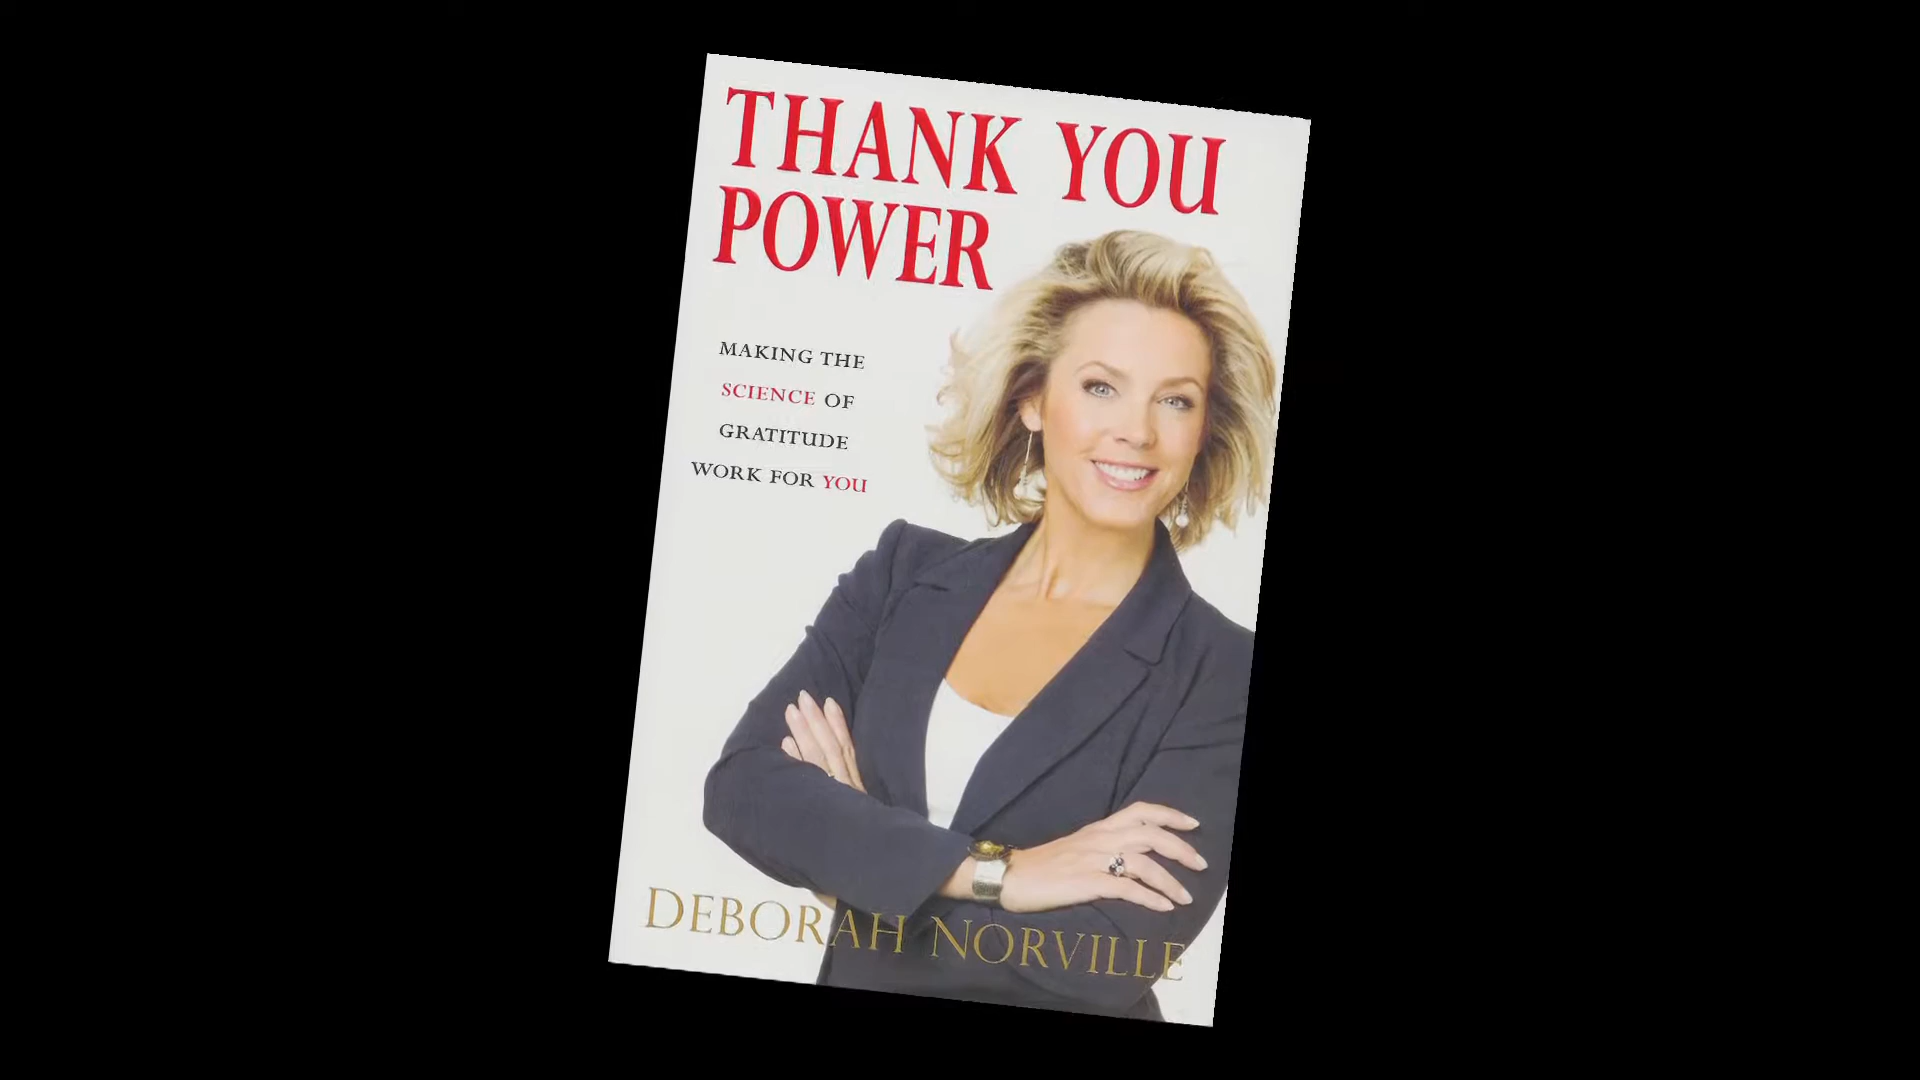 THANK YOU
POWER
MAKING THE
SCIENCE OF
GRATITUDE
WORK FOR YOU
DEBORAH NORVILLE